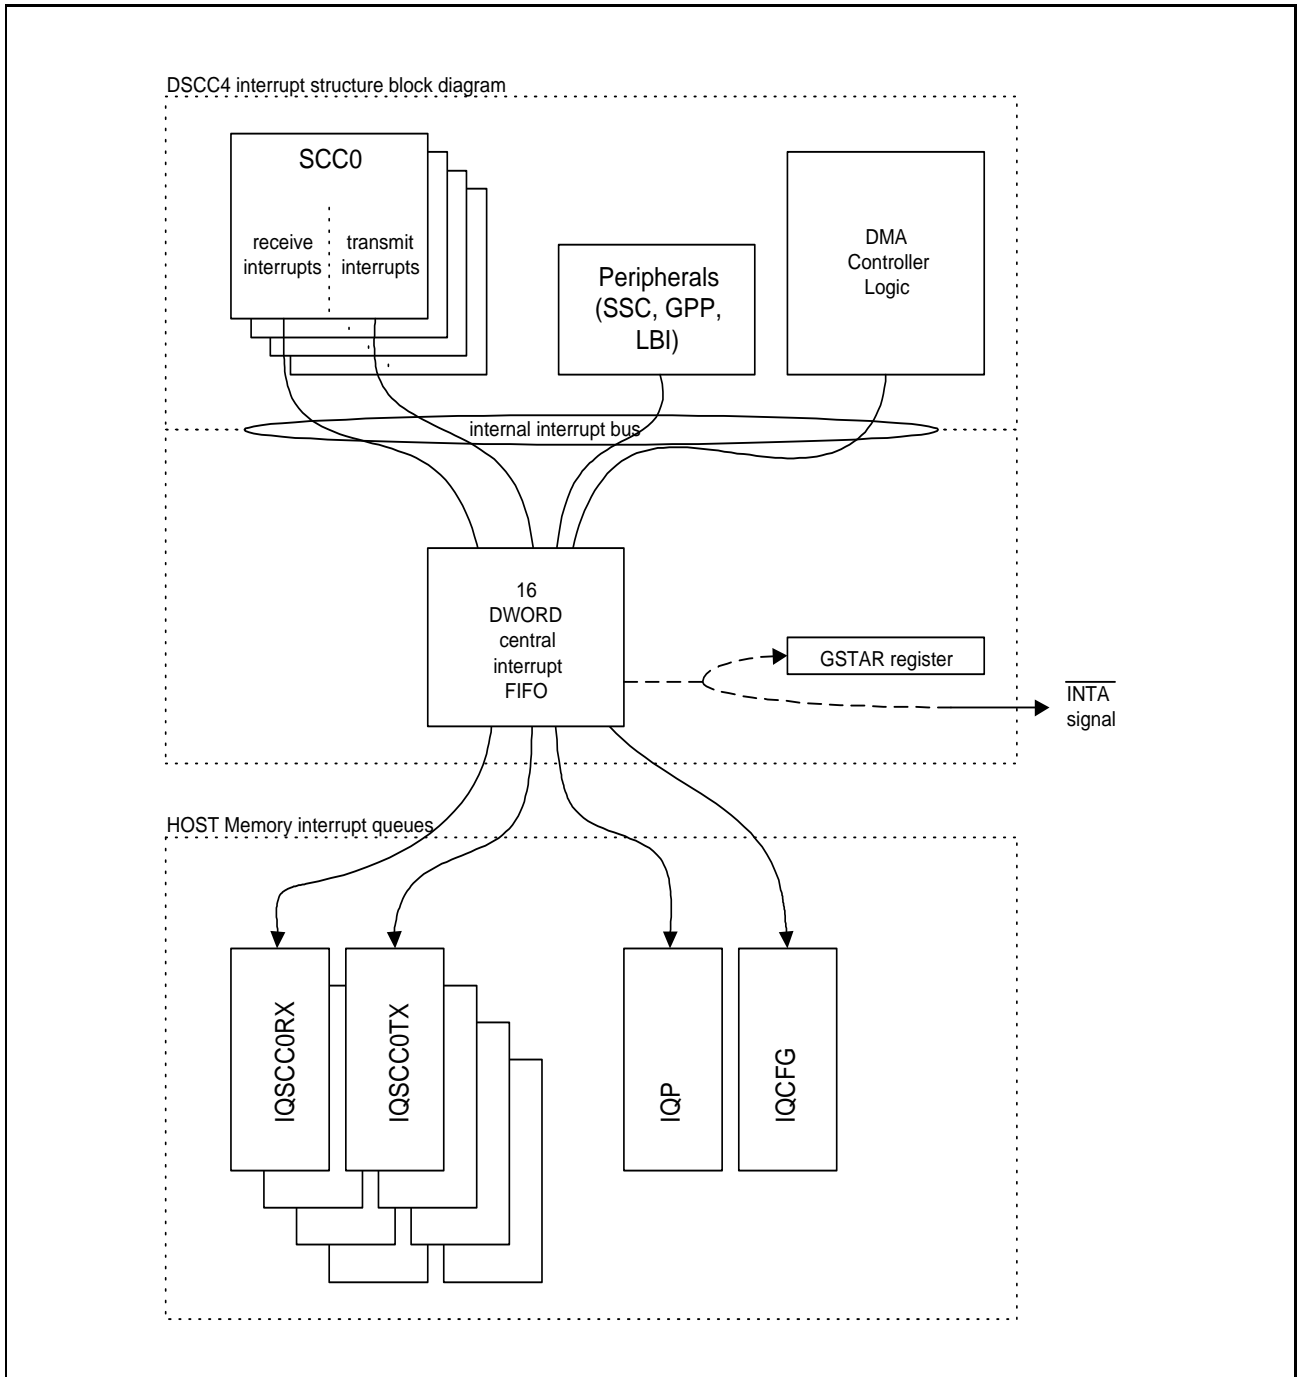 DSCC4 interrupt structure block diagram
SCC0
receive
interrupts
transmit
interrupts
Peripherals
(SSC, GPP,
LBI)
DMA
Controller
Logic
internal interrupt bus
16
DWORD
central
interrupt
FIFO
GSTAR register
INTA
signal
HOST Memory interrupt queues
IQSCC0RX
IQSCC0TX
IQP
IQCFG